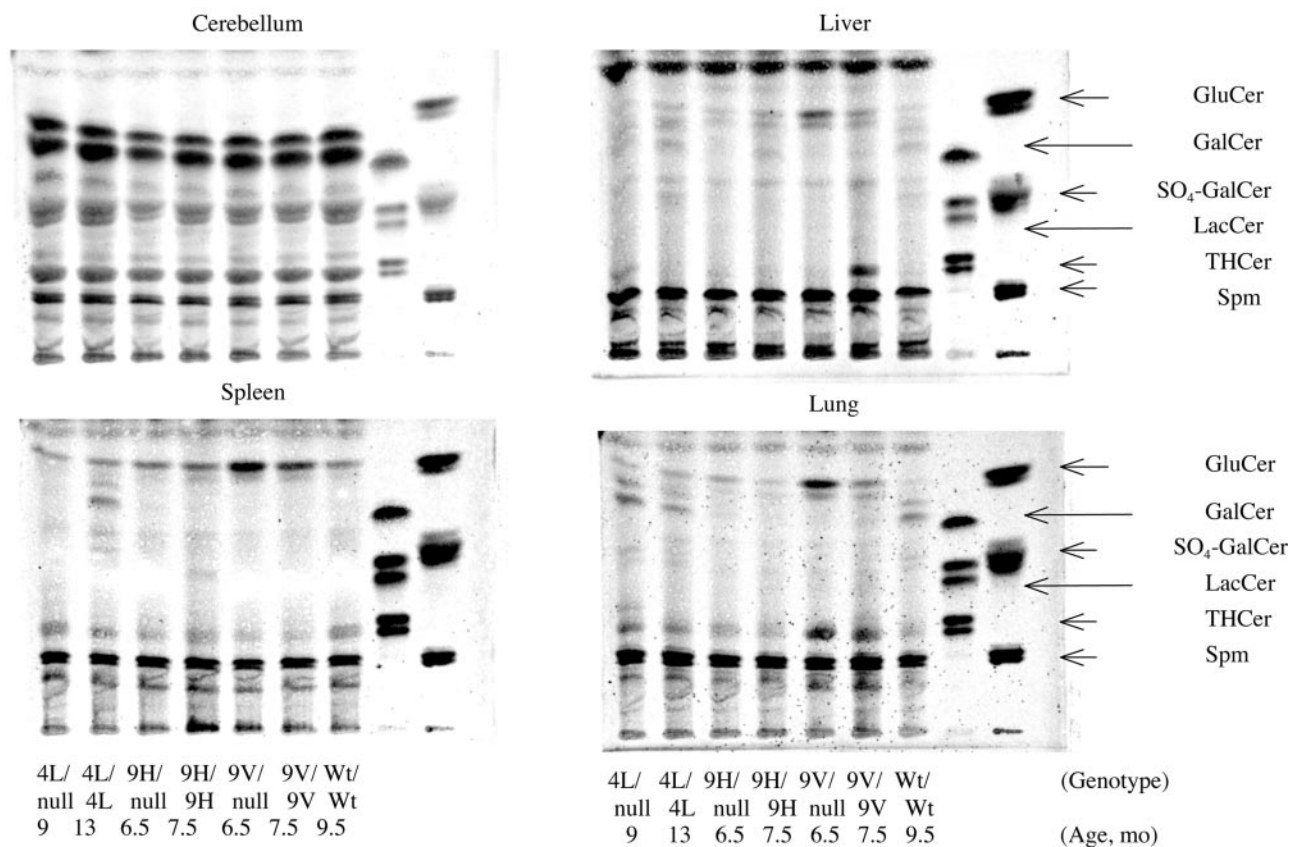 Cerebellum
Liver
GluCer
GalCer
SO₄-GalCer
LacCer
THCer
Spm
Spleen
Lung
GluCer
GalCer
SO₄-GalCer
LacCer
THCer
Spm
4L/ 4L/ 9H/ 9H/ 9V/ 9V/ Wt/
null 4L null 9H null 9V Wt
9 13 6.5 7.5 6.5 7.5 9.5
4L/ 4L/ 9H/ 9H/ 9V/ 9V/ Wt/ (Genotype)
null 4L null 9H null 9V Wt
9 13 6.5 7.5 6.5 7.5 9.5 (Age, mo)